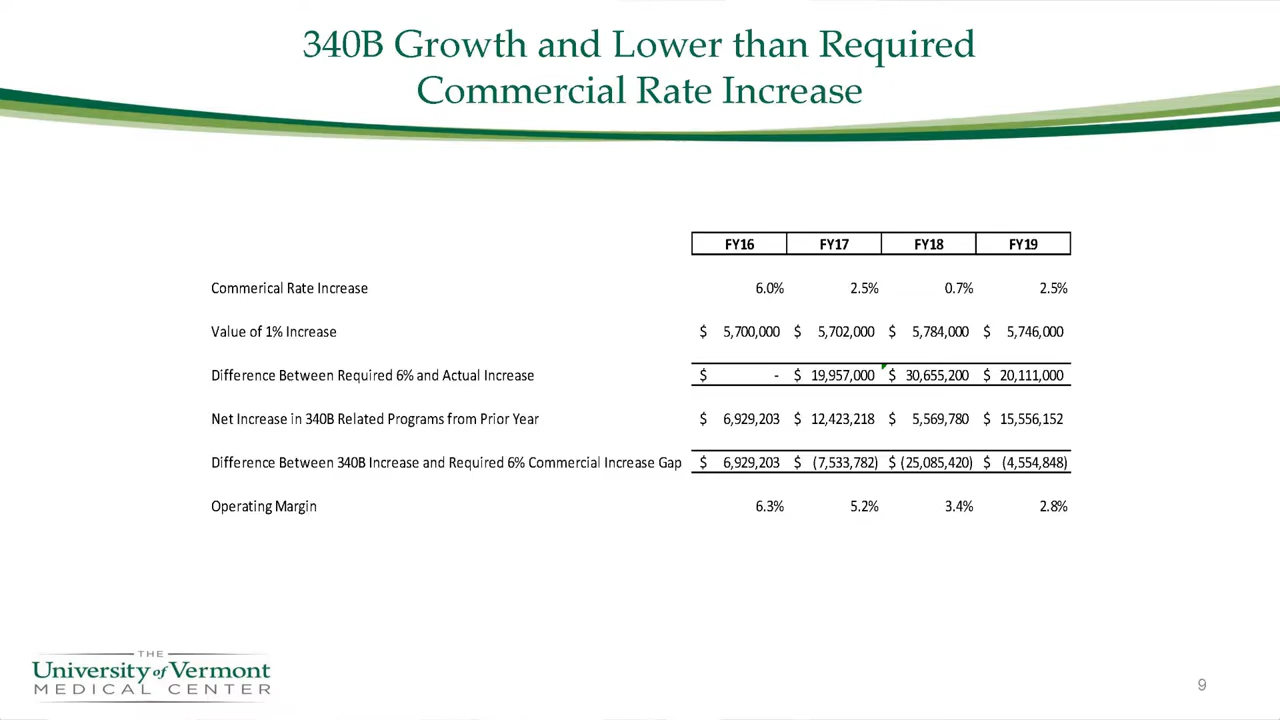 340B Growth and Lower than Required
Commercial Rate Increase
FY16 FY17 FY18 FY19
Commerical Rate Increase 6.0% 2.5% 0.7% 2.5%
Value of 1% Increase $ 5,700,000 $ 5,702,000 $ 5,784,000 $ 5,746,000
Difference Between Required 6% and Actual Increase $ - $ 19,957,000 $ 30,655,200 $ 20,111,000
Net Increase in 340B Related Programs from Prior Year $ 6,929,203 $ 12,423,218 $ 5,569,780 $ 15,556,152
Difference Between 340B Increase and Required 6% Commercial Increase Gap $ 6,929,203 $ (7,533,782) $ (25,085,420) $ (4,554,848)
Operating Margin 6.3% 5.2% 3.4% 2.8%
THE
University of Vermont
MEDICAL CENTER
9